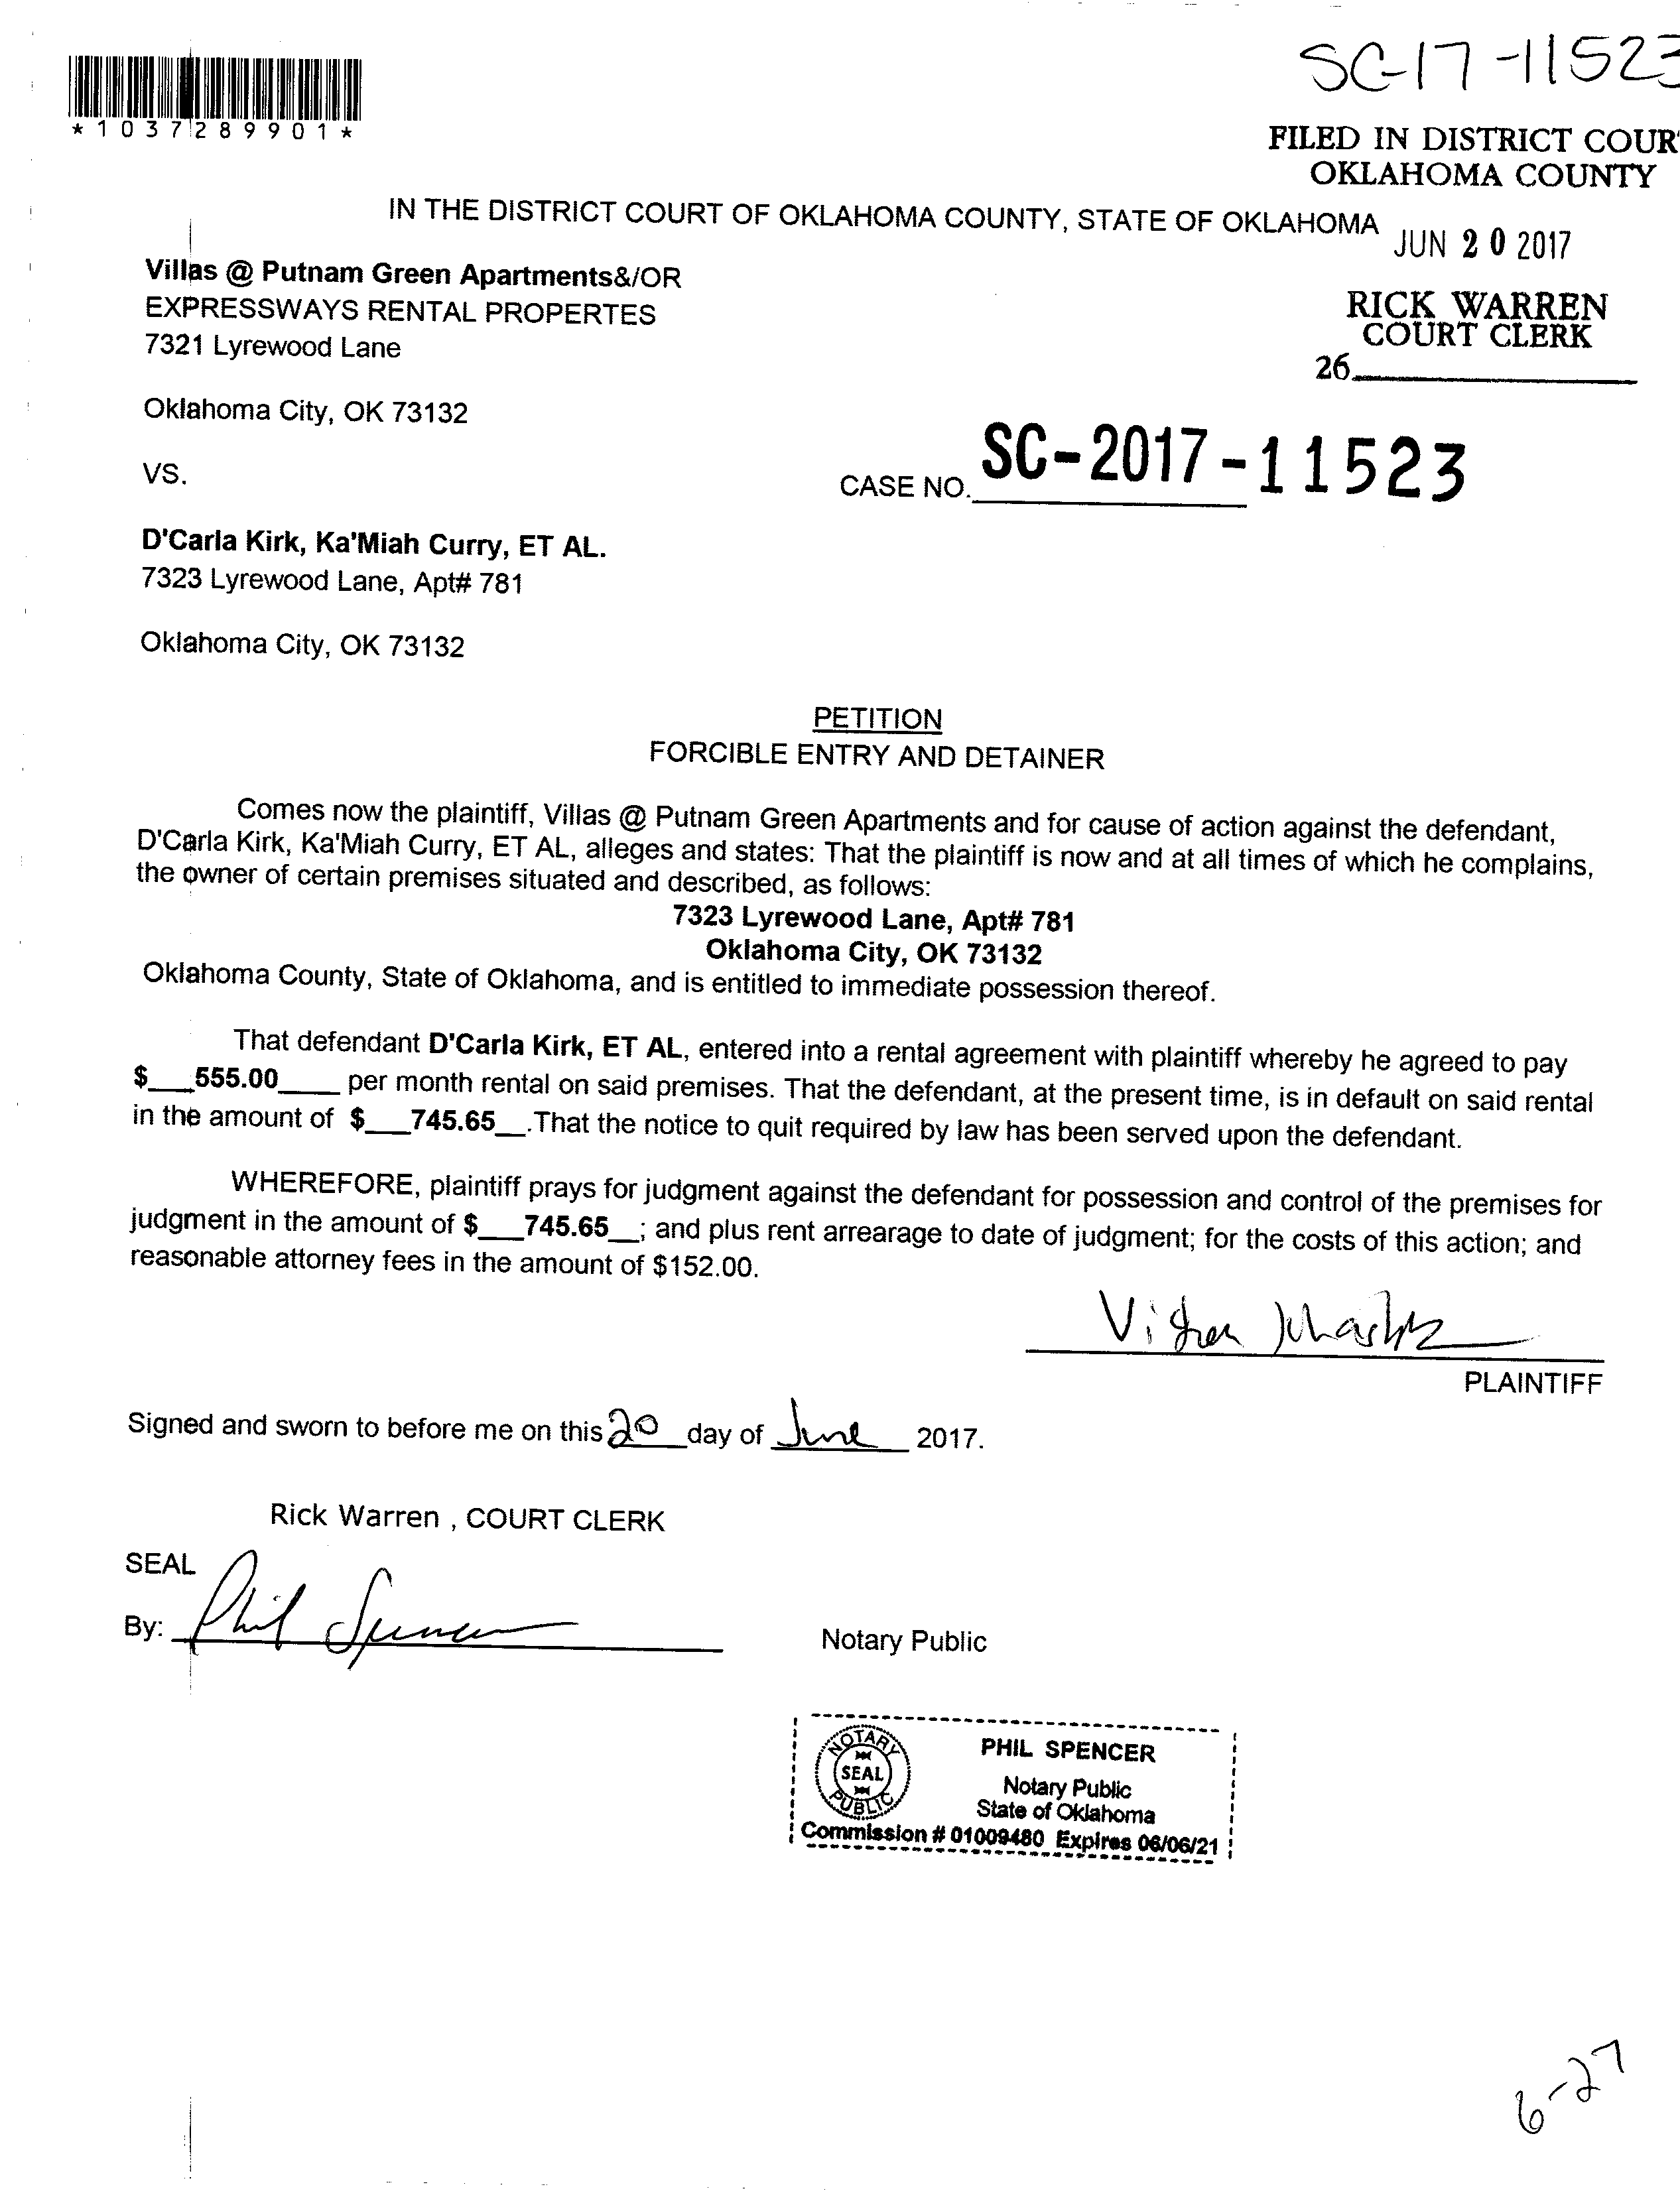 SC-17-11523
*1037289901*
FILED IN DISTRICT COUR
OKLAHOMA COUNTY
IN THE DISTRICT COURT OF OKLAHOMA COUNTY, STATE OF OKLAHOMA
JUN 20 2017
Villas @ Putnam Green Apartments&/OR
EXPRESSWAYS RENTAL PROPERTES
7321 Lyrewood Lane
RICK WARREN
COURT CLERK
26
Oklahoma City, OK 73132
VS.
CASE NO. SC-2017-11523
D'Carla Kirk, Ka'Miah Curry, ET AL.
7323 Lyrewood Lane, Apt# 781
Oklahoma City, OK 73132
PETITION
FORCIBLE ENTRY AND DETAINER
Comes now the plaintiff, Villas @ Putnam Green Apartments and for cause of action against the defendant,
D'Carla Kirk, Ka'Miah Curry, ET AL, alleges and states: That the plaintiff is now and at all times of which he complains,
the owner of certain premises situated and described, as follows:
7323 Lyrewood Lane, Apt# 781
Oklahoma City, OK 73132
Oklahoma County, State of Oklahoma, and is entitled to immediate possession thereof.
That defendant D'Carla Kirk, ET AL, entered into a rental agreement with plaintiff whereby he agreed to pay
$___555.00____ per month rental on said premises. That the defendant, at the present time, is in default on said rental
in the amount of $___745.65__.That the notice to quit required by law has been served upon the defendant.
WHEREFORE, plaintiff prays for judgment against the defendant for possession and control of the premises for
judgment in the amount of $___745.65__; and plus rent arrearage to date of judgment; for the costs of this action; and
reasonable attorney fees in the amount of $152.00.
PLAINTIFF
Signed and sworn to before me on this 20 day of June 2017.
Rick Warren , COURT CLERK
SEAL
By: Phil Spencer
Notary Public
NOTARY PUBLIC
SEAL
PHIL SPENCER
Notary Public
State of Oklahoma
Commission # 01009480 Expires 06/06/21
6-27